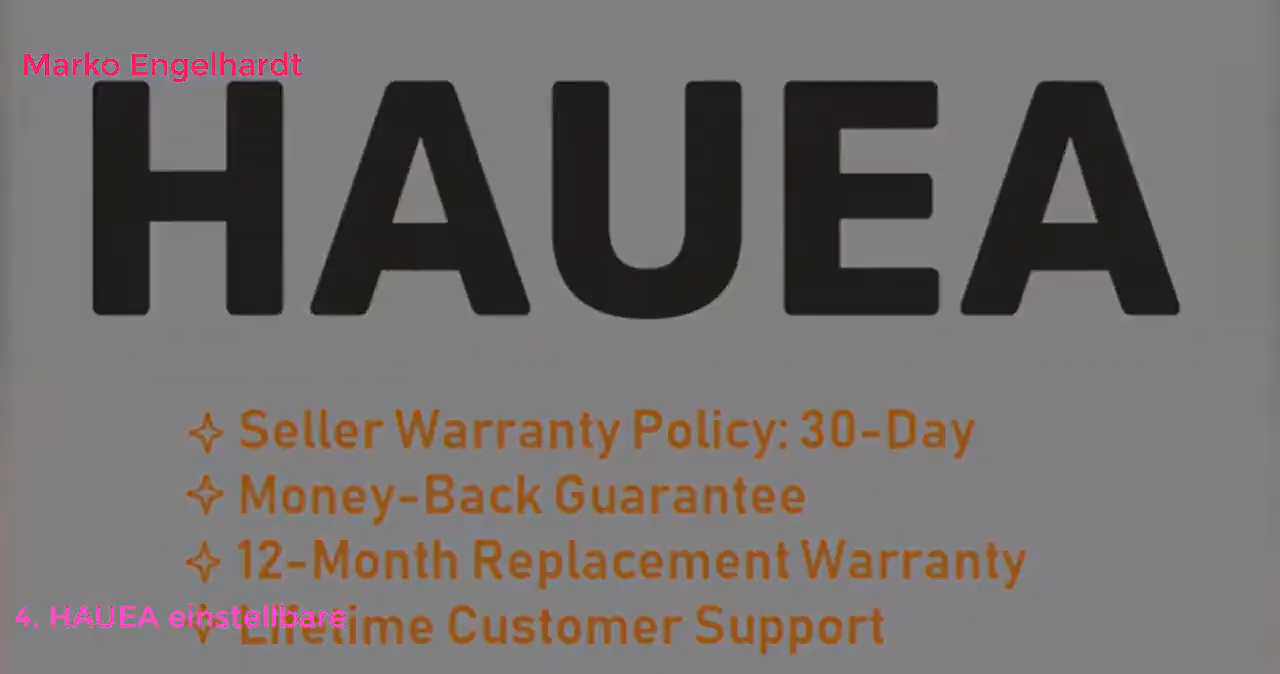 Marko Engelhardt
HAUEA
Seller Warranty Policy: 30-Day
Money-Back Guarantee
12-Month Replacement Warranty
4. HAUEA einstellbare
Lifetime Customer Support